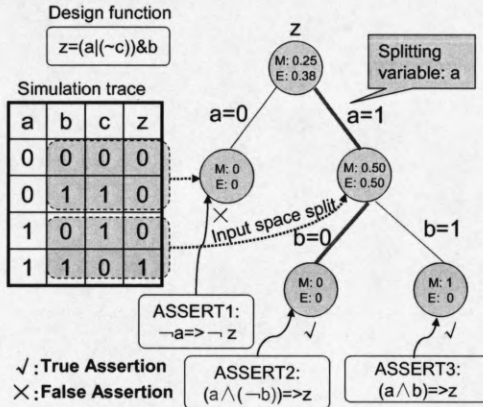 Design function
z=(a|(~c))&b
Simulation trace
a b c z
0 0 0 0
0 1 1 0
1 0 1 0
1 1 0 1
z
M: 0.25
E: 0.38
Splitting
variable: a
a=0
a=1
M: 0
E: 0
×
M: 0.50
E: 0.50
Input space split
b=0
b=1
M: 0
E: 0
√
M: 1
E: 0
√
ASSERT1:
¬a=>¬ z
ASSERT2:
(a∧(¬b))=>z
ASSERT3:
(a∧b)=>z
√ :True Assertion
× :False Assertion